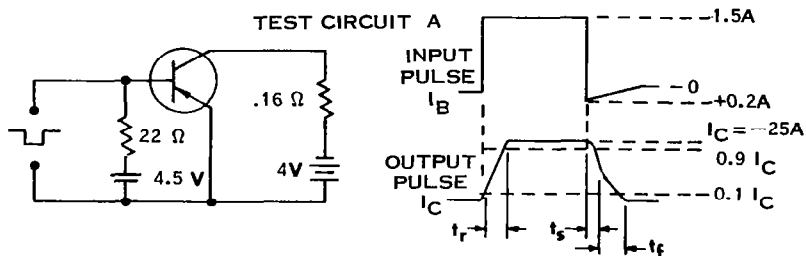 TEST CIRCUIT A
.16 Ω
22 Ω
4.5 V
4V
INPUT
PULSE
I_B
-1.5A
0
+0.2A
OUTPUT
PULSE
I_C
I_C = -25A
0.9 I_C
0.1 I_C
t_r
t_s
t_f